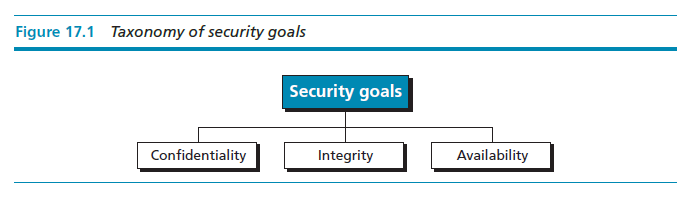 Figure 17.1 Taxonomy of security goals
Security goals
Confidentiality
Integrity
Availability